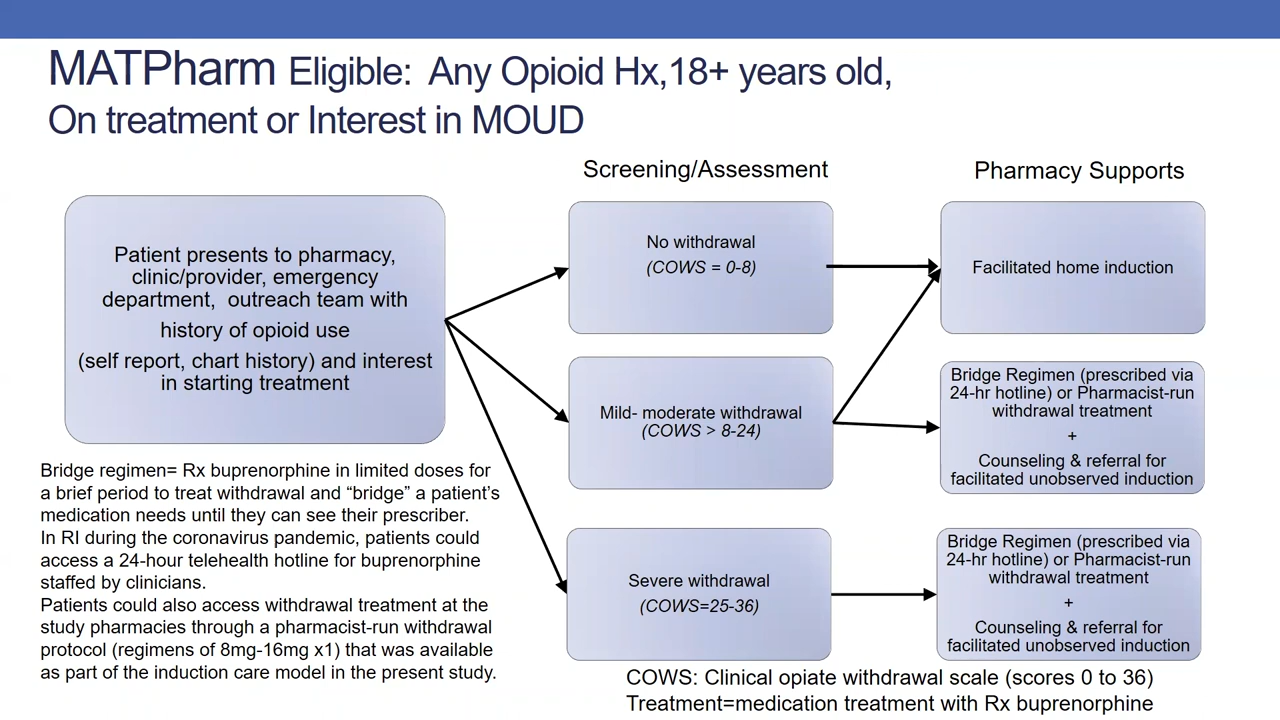 MATPharm Eligible: Any Opioid Hx,18+ years old,
On treatment or Interest in MOUD
Patient presents to pharmacy,
clinic/provider, emergency
department, outreach team with
history of opioid use
(self report, chart history) and interest
in starting treatment
Screening/Assessment
No withdrawal
(COWS = 0-8)
Mild- moderate withdrawal
(COWS > 8-24)
Severe withdrawal
(COWS=25-36)
Pharmacy Supports
Facilitated home induction
Bridge Regimen (prescribed via
24-hr hotline) or Pharmacist-run
withdrawal treatment
+
Counseling & referral for
facilitated unobserved induction
Bridge Regimen (prescribed via
24-hr hotline) or Pharmacist-run
withdrawal treatment
+
Counseling & referral for
facilitated unobserved induction
Bridge regimen= Rx buprenorphine in limited doses for
a brief period to treat withdrawal and “bridge” a patient’s
medication needs until they can see their prescriber.
In RI during the coronavirus pandemic, patients could
access a 24-hour telehealth hotline for buprenorphine
staffed by clinicians.
Patients could also access withdrawal treatment at the
study pharmacies through a pharmacist-run withdrawal
protocol (regimens of 8mg-16mg x1) that was available
as part of the induction care model in the present study.
COWS: Clinical opiate withdrawal scale (scores 0 to 36)
Treatment=medication treatment with Rx buprenorphine